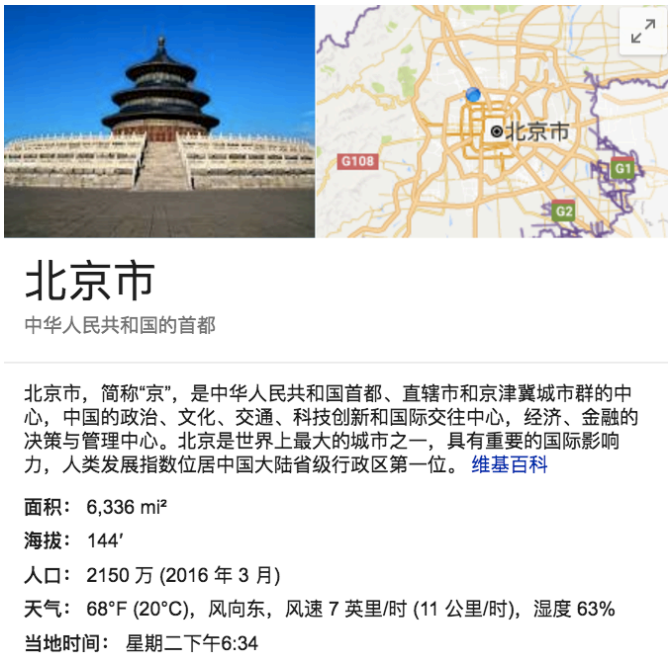 北京市
G108
G1
G2
北京市
中华人民共和国的首都
北京市，简称“京”，是中华人民共和国首都、直辖市和京津冀城市群的中
心，中国的政治、文化、交通、科技创新和国际交往中心，经济、金融的
决策与管理中心。北京是世界上最大的城市之一，具有重要的国际影响
力，人类发展指数位居中国大陆省级行政区第一位。 维基百科
面积： 6,336 mi²
海拔： 144′
人口： 2150 万 (2016 年 3 月)
天气： 68°F (20°C)，风向东，风速 7 英里/时 (11 公里/时)，湿度 63%
当地时间： 星期二下午6:34